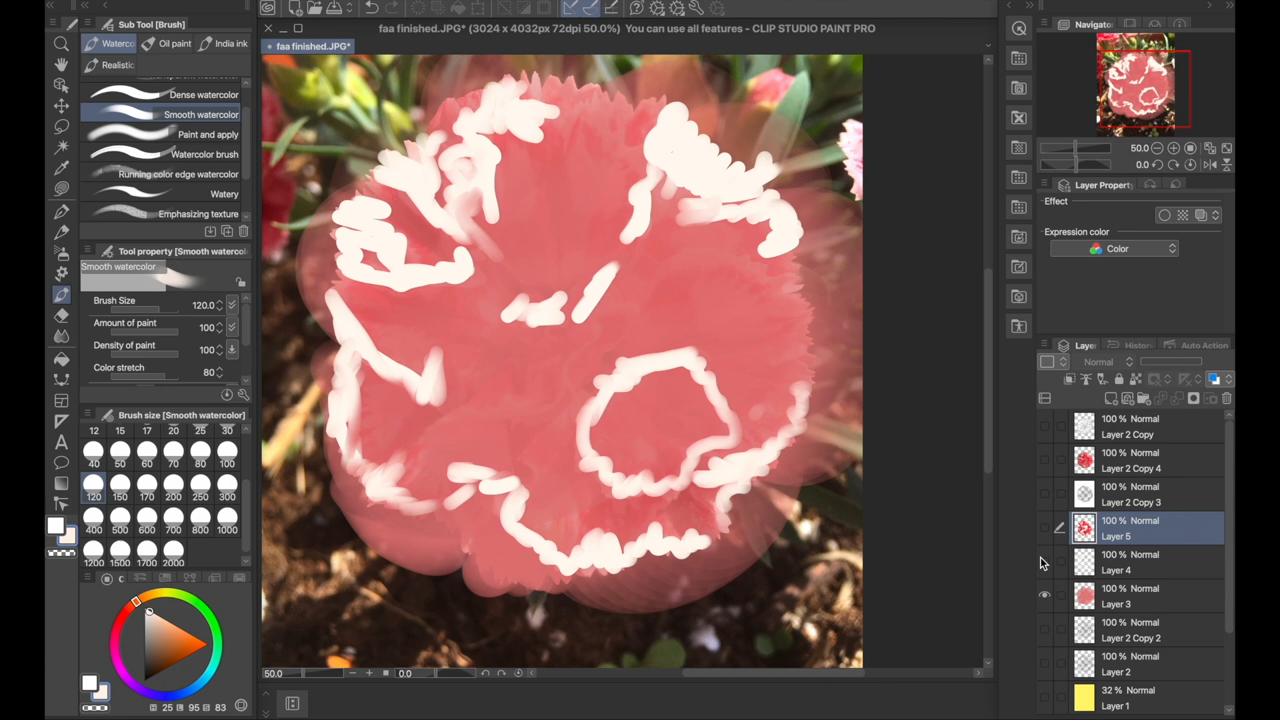 Sub Tool [Brush]
Waterco
Oil paint
India ink
Realistic
Dense watercolor
Smooth watercolor
Paint and apply
Watercolor brush
Running color edge watercolor
Watery
Emphasizing texture
Tool property [Smooth waterco
Smooth watercolor
Brush Size 120.0
Amount of paint 100
Density of paint 100
Color stretch 80
Brush size [Smooth watercolor]
12 15 17 20 25 30
40 50 60 70 80 100
120 150 170 200 250 300
400 500 600 700 800 1000
1200 1500 1700 2000
C
25 95 83
faa finished.JPG* (3024 x 4032px 72dpi 50.0%) You can use all features - CLIP STUDIO PAINT PRO
faa finished.JPG*
50.0 0.0
Navigator
50.0
0.0
Layer Property
Effect
Expression color
Color
Layer History Auto Action
Normal
100 % Normal
Layer 2 Copy
100 % Normal
Layer 2 Copy 4
100 % Normal
Layer 2 Copy 3
100 % Normal
Layer 5
100 % Normal
Layer 4
100 % Normal
Layer 3
100 % Normal
Layer 2 Copy 2
100 % Normal
Layer 2
32 % Normal
Layer 1